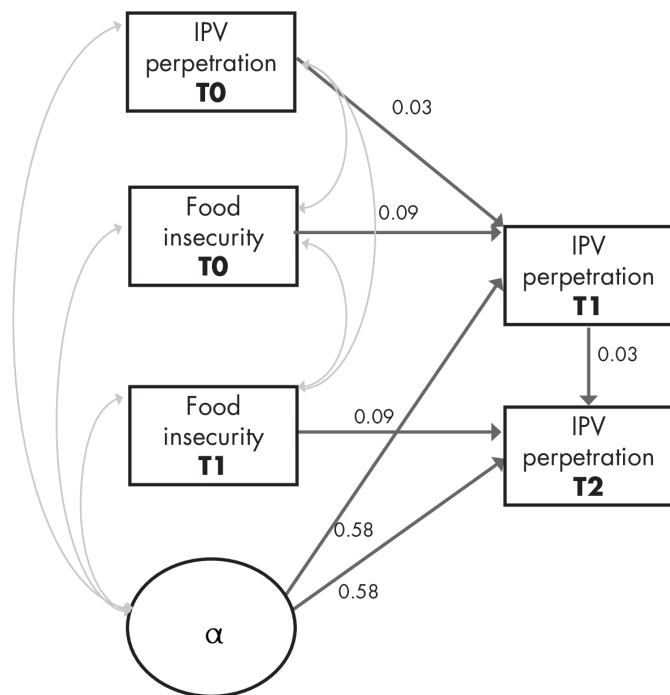 IPV
perpetration
T0
0.03
Food
insecurity
T0
0.09
IPV
perpetration
T1
0.03
Food
insecurity
T1
0.09
IPV
perpetration
T2
0.58
0.58
α